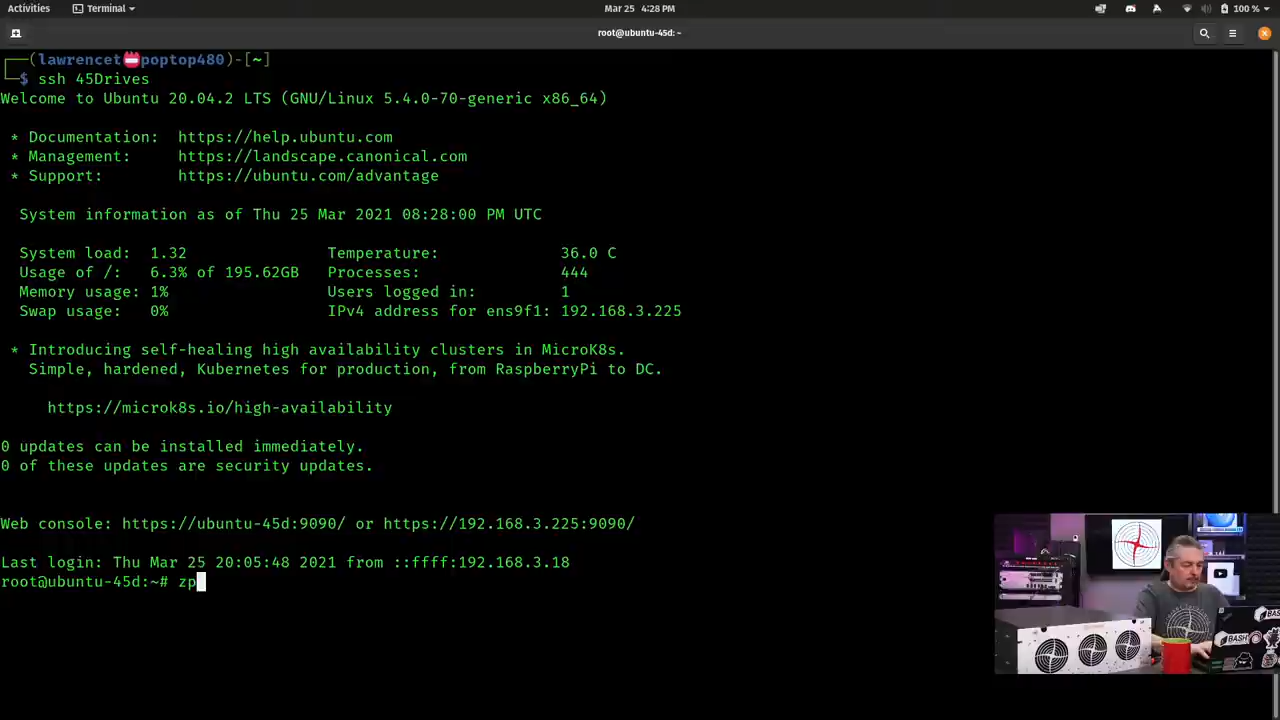 Activities Terminal Mar 25 4:28 PM 100 %
root@ubuntu-45d: ~
┌──(lawrencet poptop480)-[~]
└─$ ssh 45Drives
Welcome to Ubuntu 20.04.2 LTS (GNU/Linux 5.4.0-70-generic x86_64)
* Documentation: https://help.ubuntu.com
* Management: https://landscape.canonical.com
* Support: https://ubuntu.com/advantage
System information as of Thu 25 Mar 2021 08:28:00 PM UTC
System load: 1.32 Temperature: 36.0 C
Usage of /: 6.3% of 195.62GB Processes: 444
Memory usage: 1% Users logged in: 1
Swap usage: 0% IPv4 address for ens9f1: 192.168.3.225
* Introducing self-healing high availability clusters in MicroK8s.
Simple, hardened, Kubernetes for production, from RaspberryPi to DC.
https://microk8s.io/high-availability
0 updates can be installed immediately.
0 of these updates are security updates.
Web console: https://ubuntu-45d:9090/ or https://192.168.3.225:9090/
Last login: Thu Mar 25 20:05:48 2021 from ::ffff:192.168.3.18
root@ubuntu-45d:~# zp
BASH
BASH